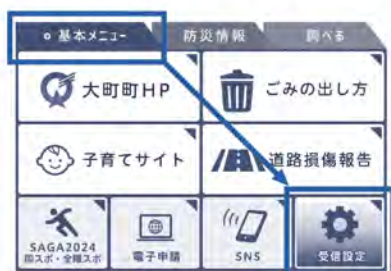 基本メニュー
防災情報
調べる
大町町HP
ごみの出し方
子育てサイト
道路損傷報告
SAGA2024
国スポ・全障スポ
電子申請
SNS
受信設定